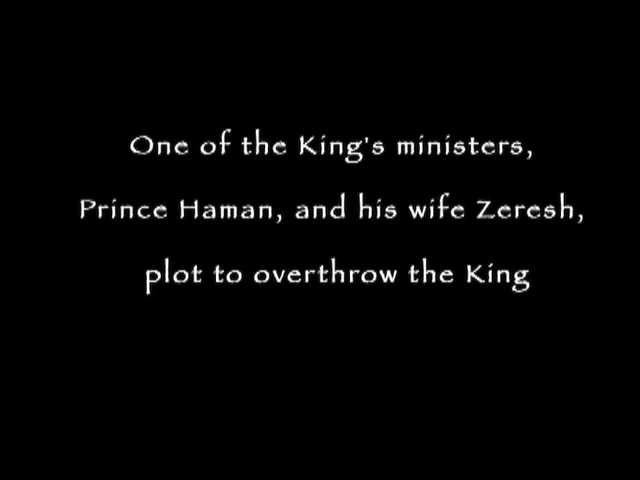 One of the King's ministers,
Prince Haman, and his wife Zeresh,
plot to overthrow the King